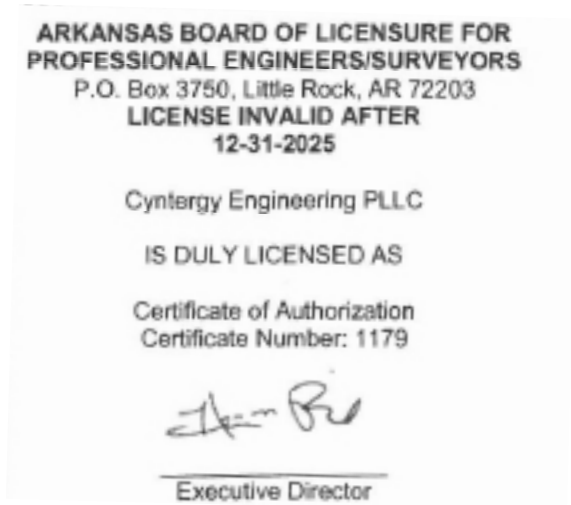 ARKANSAS BOARD OF LICENSURE FOR
PROFESSIONAL ENGINEERS/SURVEYORS
P.O. Box 3750, Little Rock, AR 72203
LICENSE INVALID AFTER
12-31-2025
Cyntergy Engineering PLLC
IS DULY LICENSED AS
Certificate of Authorization
Certificate Number: 1179
Executive Director